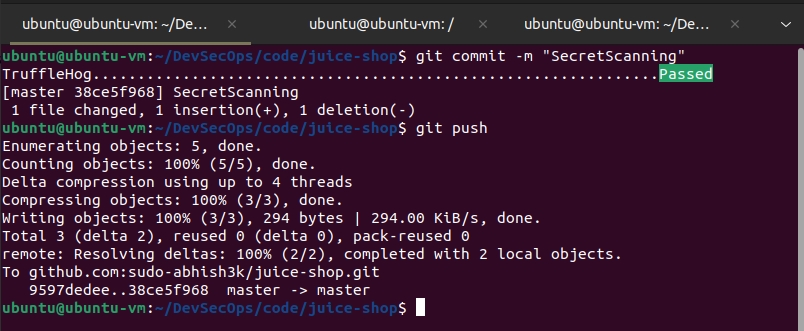 ubuntu@ubuntu-vm: ~/De... × ubuntu@ubuntu-vm: / × ubuntu@ubuntu-vm: ~/De... ×
ubuntu@ubuntu-vm:~/DevSecOps/code/juice-shop$ git commit -m "SecretScanning"
TruffleHog...............................................................Passed
[master 38ce5f968] SecretScanning
 1 file changed, 1 insertion(+), 1 deletion(-)
ubuntu@ubuntu-vm:~/DevSecOps/code/juice-shop$ git push
Enumerating objects: 5, done.
Counting objects: 100% (5/5), done.
Delta compression using up to 4 threads
Compressing objects: 100% (3/3), done.
Writing objects: 100% (3/3), 294 bytes | 294.00 KiB/s, done.
Total 3 (delta 2), reused 0 (delta 0), pack-reused 0
remote: Resolving deltas: 100% (2/2), completed with 2 local objects.
To github.com:sudo-abhish3k/juice-shop.git
   9597dedee..38ce5f968  master -> master
ubuntu@ubuntu-vm:~/DevSecOps/code/juice-shop$